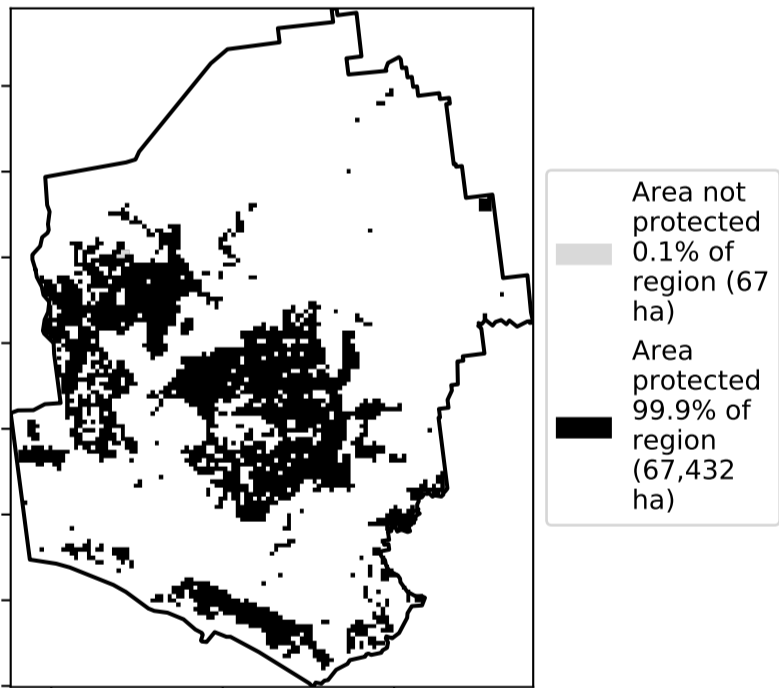 Area not
protected
0.1% of
region (67
ha)
Area
protected
99.9% of
region
(67,432
ha)